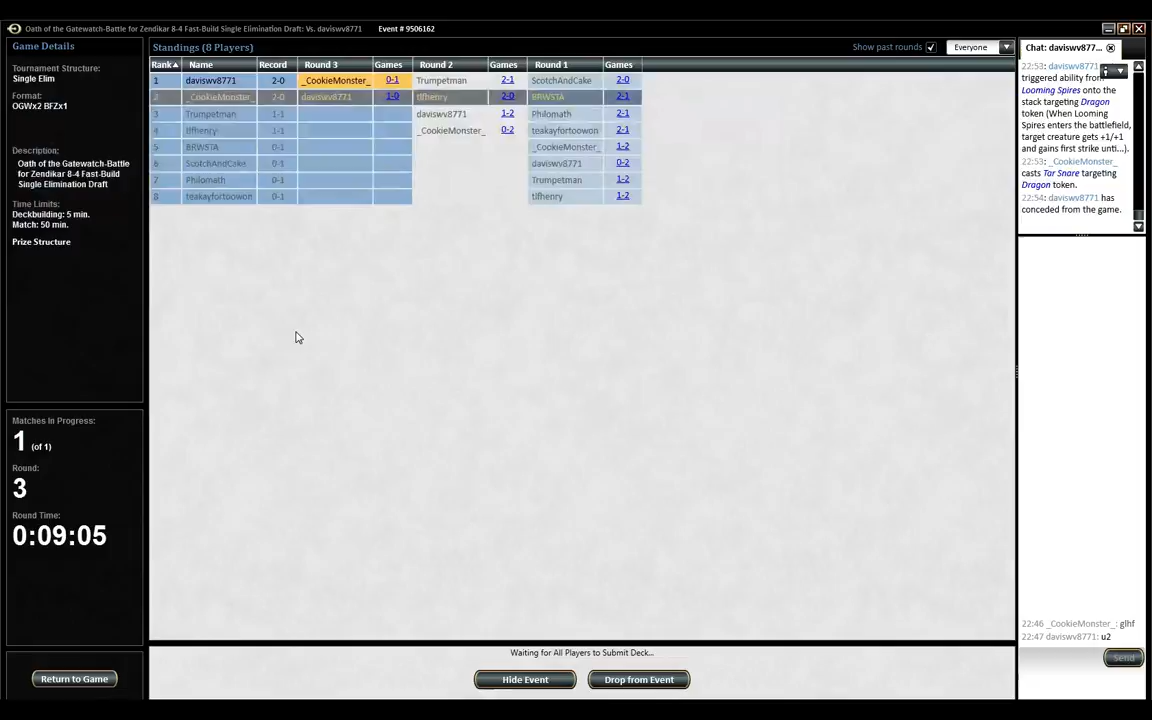 Oath of the Gatewatch-Battle for Zendikar 8-4 Fast-Build Single Elimination Draft: Vs. daviswv8771 Event # 9506162
Game Details
Tournament Structure:
Single Elim
Format:
OGWx2 BFZx1
Description:
Oath of the Gatewatch-Battle
for Zendikar 8-4 Fast-Build
Single Elimination Draft
Time Limits:
Deckbuilding: 5 min.
Match: 50 min.
Prize Structure
Matches in Progress:
1 (of 1)
Round:
3
Round Time:
0:09:05
Return to Game
Standings (8 Players) Show past rounds Everyone
Rank Name Record Round 3 Games Round 2 Games Round 1 Games
1 daviswv8771 2-0 _CookieMonster_ 0-1 Trumpetman 2-1 ScotchAndCake 2-0
2 _CookieMonster_ 2-0 daviswv8771 1-0 tlfhenry 2-0 BRWSTA 2-1
3 Trumpetman 1-1 daviswv8771 1-2 Philomath 2-1
4 tlfhenry 1-1 _CookieMonster_ 0-2 teakayfortoowon 2-1
5 BRWSTA 0-1 _CookieMonster_ 1-2
6 ScotchAndCake 0-1 daviswv8771 0-2
7 Philomath 0-1 Trumpetman 1-2
8 teakayfortoowon 0-1 tlfhenry 1-2
Waiting for All Players to Submit Deck...
Hide Event Drop from Event
Chat: daviswv877...
22:53: daviswv8771
triggered ability from
Looming Spires onto the
stack targeting Dragon
token (When Looming
Spires enters the battlefield,
target creature gets +1/+1
and gains first strike unti...).
22:53: _CookieMonster_
casts Tar Snare targeting
Dragon token.
22:54: daviswv8771 has
conceded from the game.
22:46 _CookieMonster_: glhf
22:47 daviswv8771: u2
Send